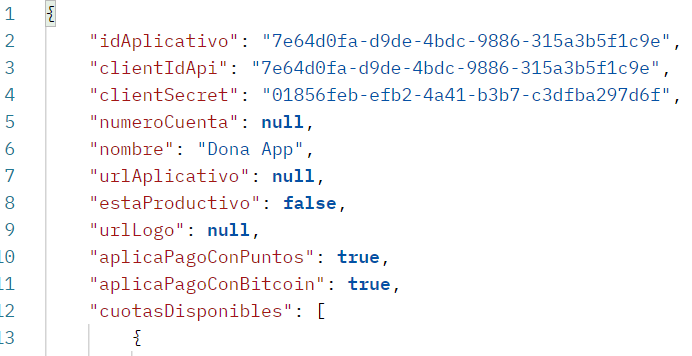 1 {
2 "idAplicativo": "7e64d0fa-d9de-4bdc-9886-315a3b5f1c9e",
3 "clientIdApi": "7e64d0fa-d9de-4bdc-9886-315a3b5f1c9e",
4 "clientSecret": "01856feb-efb2-4a41-b3b7-c3dfba297d6f",
5 "numeroCuenta": null,
6 "nombre": "Dona App",
7 "urlAplicativo": null,
8 "estaProductivo": false,
9 "urlLogo": null,
10 "aplicaPagoConPuntos": true,
11 "aplicaPagoConBitcoin": true,
12 "cuotasDisponibles": [
13 {